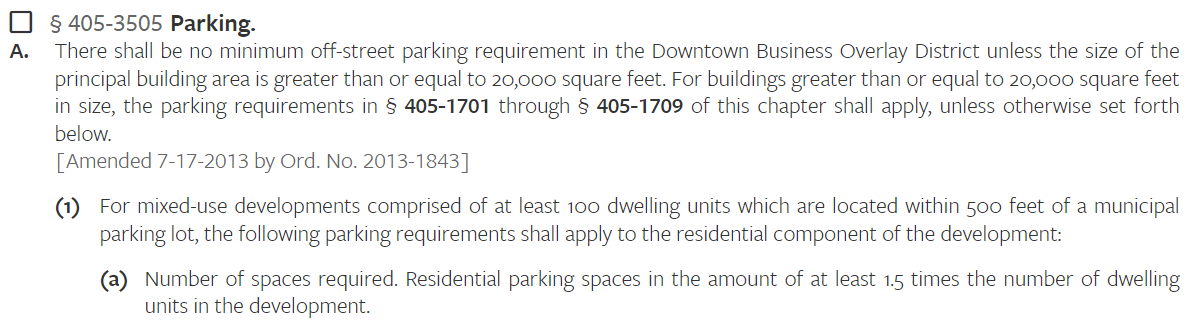 § 405-3505 Parking.
A. There shall be no minimum off-street parking requirement in the Downtown Business Overlay District unless the size of the
principal building area is greater than or equal to 20,000 square feet. For buildings greater than or equal to 20,000 square feet
in size, the parking requirements in § 405-1701 through § 405-1709 of this chapter shall apply, unless otherwise set forth
below.
[Amended 7-17-2013 by Ord. No. 2013-1843]
(1) For mixed-use developments comprised of at least 100 dwelling units which are located within 500 feet of a municipal
parking lot, the following parking requirements shall apply to the residential component of the development:
(a) Number of spaces required. Residential parking spaces in the amount of at least 1.5 times the number of dwelling
units in the development.